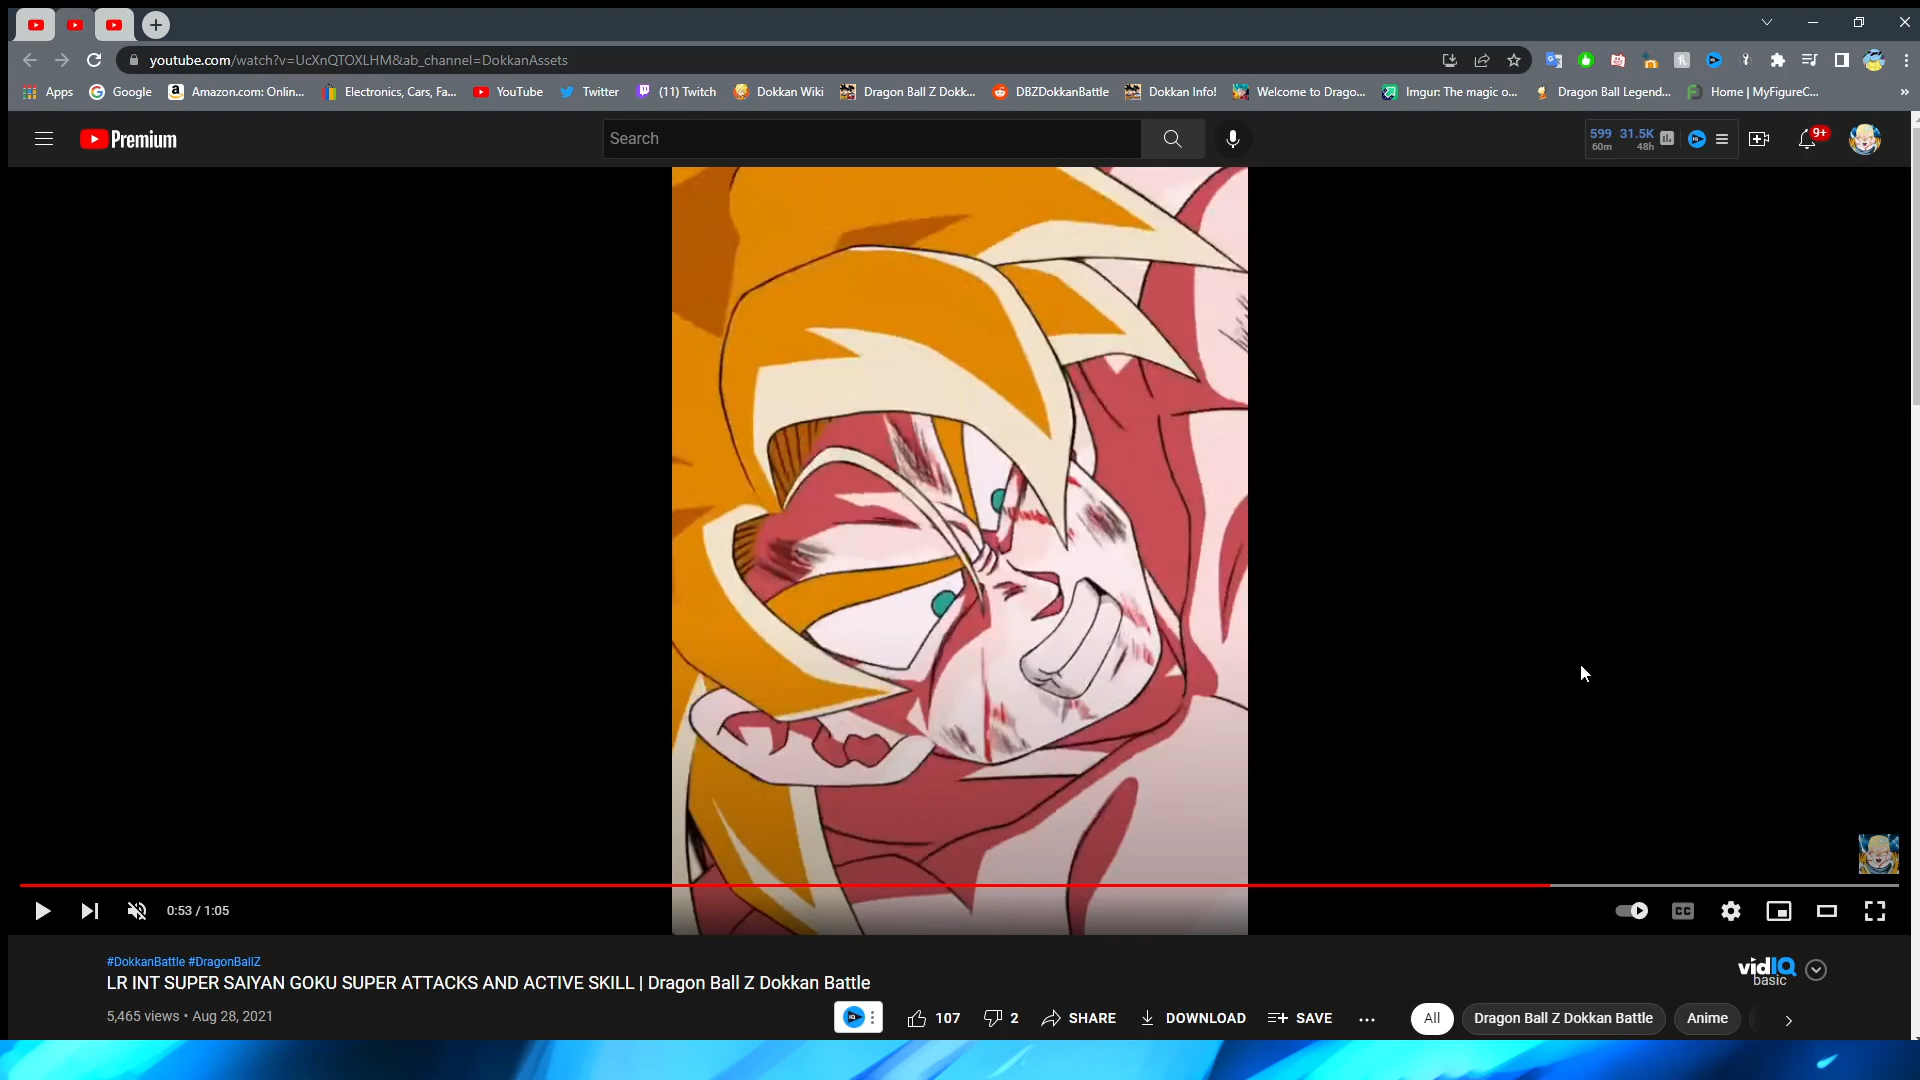 youtube.com/watch?v=UcXnQTOXLHM&ab_channel=DokkanAssets
Apps Google Amazon.com: Onlin... Electronics, Cars, Fa... YouTube Twitter (11) Twitch Dokkan Wiki Dragon Ball Z Dokk... DBZDokkanBattle Dokkan Info! Welcome to Drago... Imgur: The magic o... Dragon Ball Legend... Home | MyFigureC... »
Premium Search 599 31.5K 9+
60m 48h
0:53 / 1:05 CC
#DokkanBattle #DragonBallZ
LR INT SUPER SAIYAN GOKU SUPER ATTACKS AND ACTIVE SKILL | Dragon Ball Z Dokkan Battle
vidIQ
basic
5,465 views • Aug 28, 2021 107 2 SHARE DOWNLOAD SAVE ... All Dragon Ball Z Dokkan Battle Anime